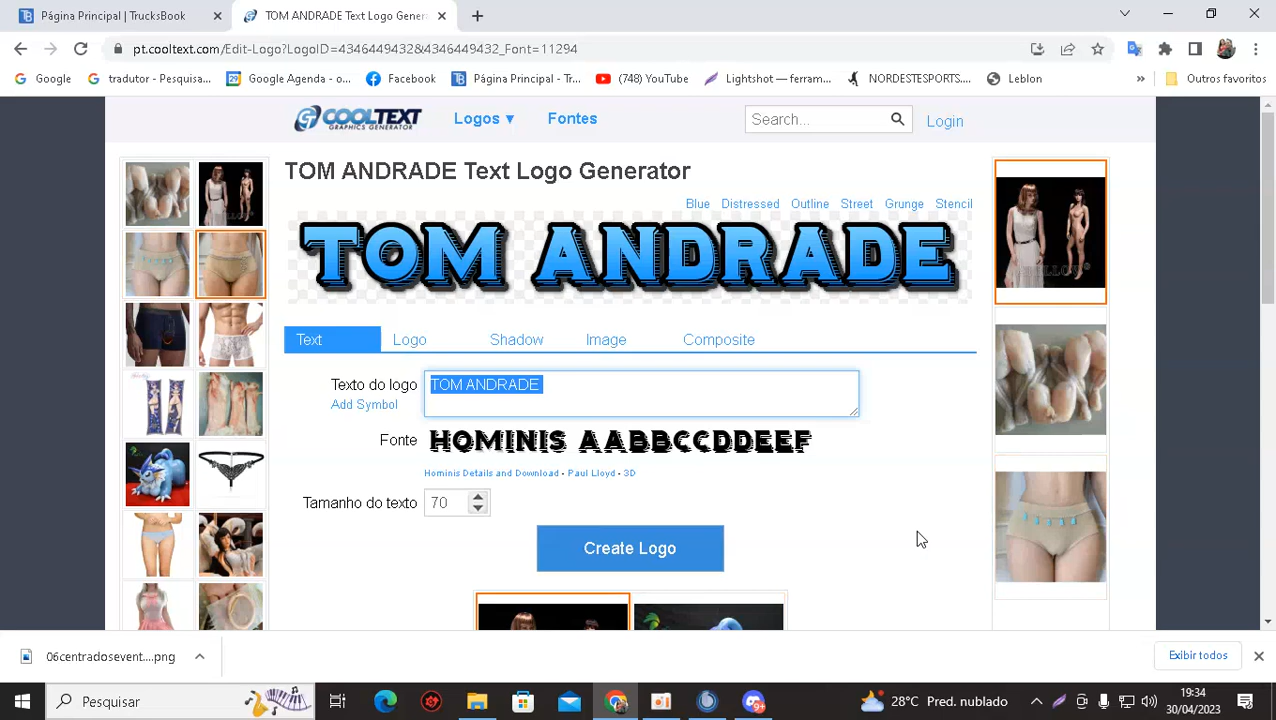 Página Principal | TrucksBook
TOM ANDRADE Text Logo Genera
pt.cooltext.com/Edit-Logo?LogoID=4346449432&4346449432_Font=11294
Google
tradutor - Pesquisa...
Google Agenda - o...
Facebook
Página Principal - Tr...
(748) YouTube
Lightshot — ferram...
NORDESTESPORTS....
Leblon
»
Outros favoritos
COOLTEXT
GRAPHICS GENERATOR
Logos ▼
Fontes
Search...
Login
TOM ANDRADE Text Logo Generator
Blue Distressed Outline Street Grunge Stencil
TOM ANDRADE
Text Logo Shadow Image Composite
Texto do logo
TOM ANDRADE
Add Symbol
Fonte
HOMINIS AABBCCDDEEF
Hominis Details and Download • Paul Lloyd • 3D
Tamanho do texto
70
Create Logo
06centradosevent....png
Exibir todos
Pesquisar
28°C Pred. nublado
19:34
30/04/2023